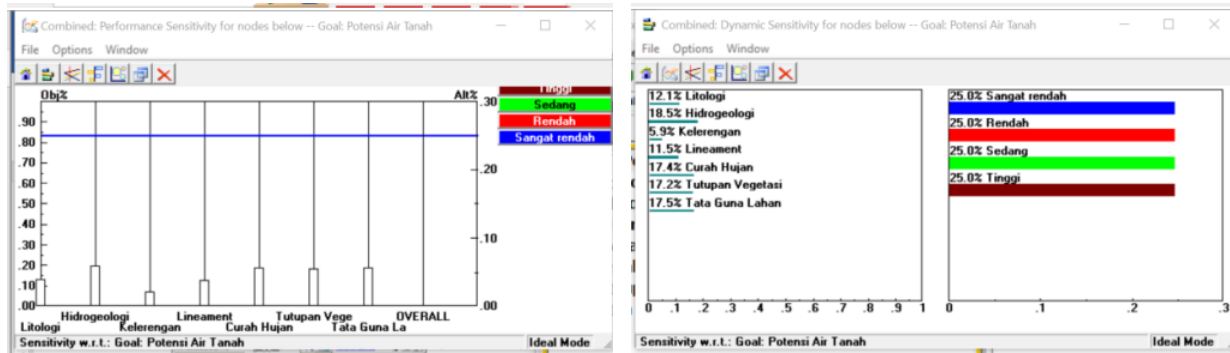 Combined: Performance Sensitivity for nodes below -- Goal: Potensi Air Tanah
File Options Window
Obj% Alt%
.90
.80
.70
.60
.50
.40
.30
.20
.10
.00
.30
.20
.10
.00
Litologi
Hidrogeologi
Kelerengan
Lineament
Curah Hujan
Tutupan Vege
Tata Guna La
OVERALL
Tinggi
Sedang
Rendah
Sangat rendah
Sensitivity w.r.t.: Goal: Potensi Air Tanah Ideal Mode
Combined: Dynamic Sensitivity for nodes below -- Goal: Potensi Air Tanah
File Options Window
12.1% Litologi
18.5% Hidrogeologi
5.9% Kelerengan
11.5% Lineament
17.4% Curah Hujan
17.2% Tutupan Vegetasi
17.5% Tata Guna Lahan
0 .1 .2 .3 .4 .5 .6 .7 .8 .9 1
25.0% Sangat rendah
25.0% Rendah
25.0% Sedang
25.0% Tinggi
0 .1 .2 .3
Sensitivity w.r.t.: Goal: Potensi Air Tanah Ideal Mode